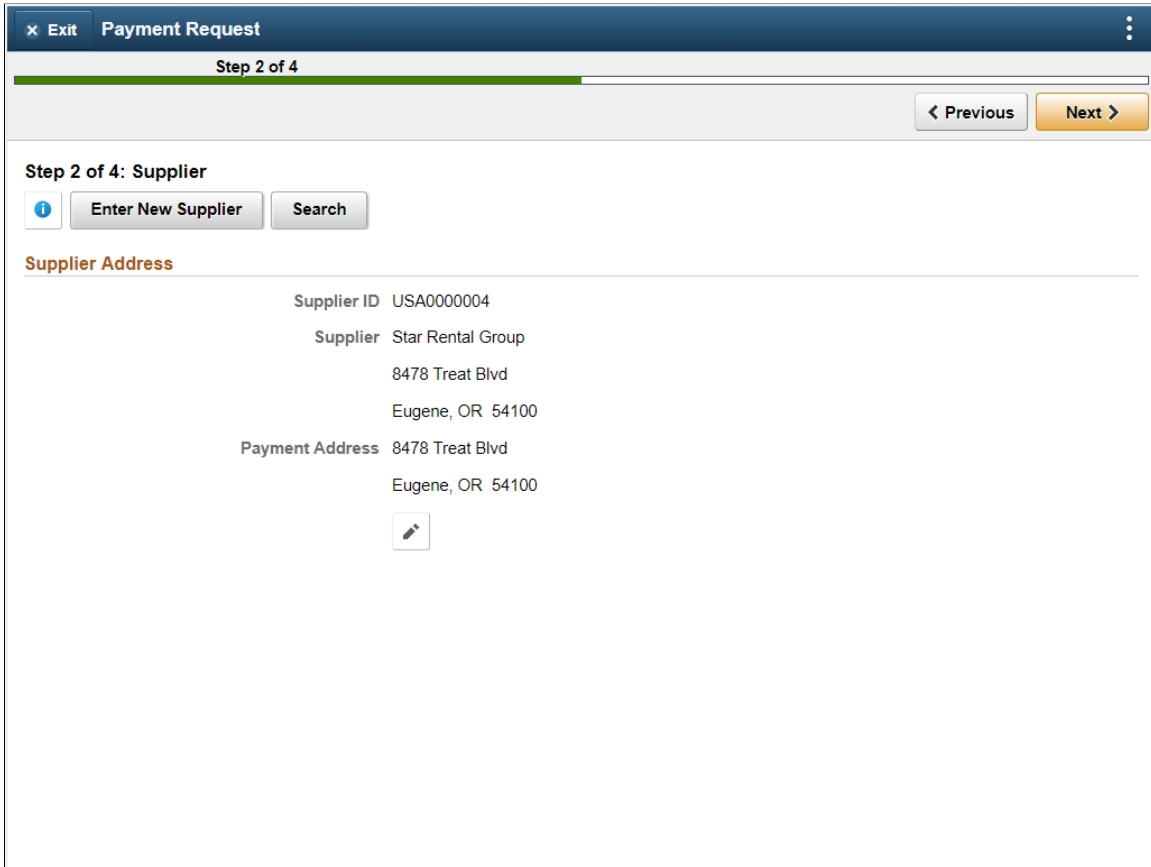 × Exit Payment Request
Step 2 of 4
Previous Next
Step 2 of 4: Supplier
Enter New Supplier Search
Supplier Address
Supplier ID USA0000004
Supplier Star Rental Group
8478 Treat Blvd
Eugene, OR 54100
Payment Address 8478 Treat Blvd
Eugene, OR 54100